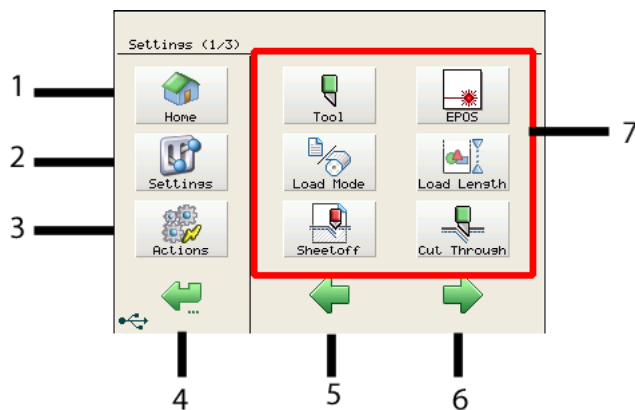 Settings (1/3)
1
Home
Tool
EPOS
7
2
Settings
Load Mode
Load Length
3
Actions
Sheetoff
Cut Through
...
4
5
6